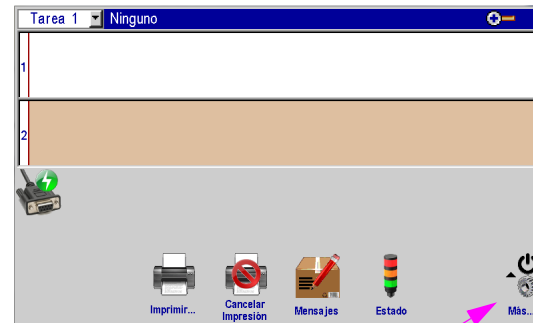 Tarea 1 Ninguno
1
2
Imprimir...
Cancelar
Impresión
Mensajes
Estado
Más...